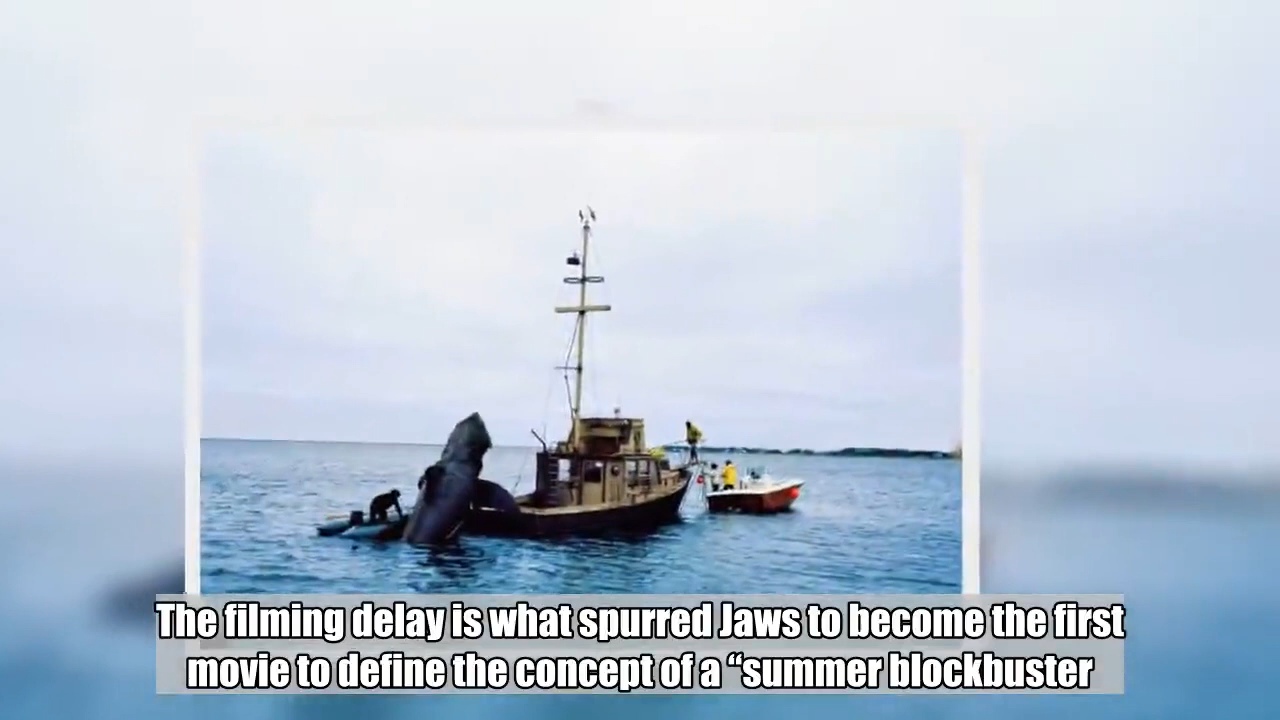 The filming delay is what spurred Jaws to become the first
movie to define the concept of a “summer blockbuster